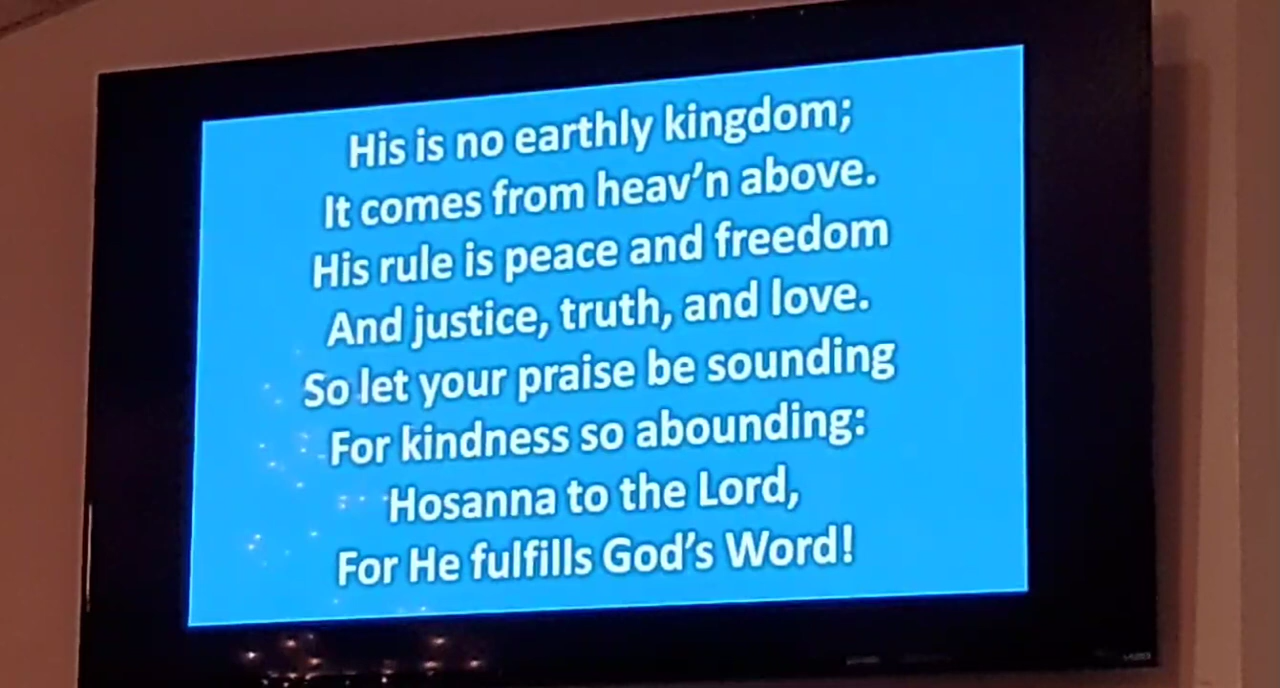 His is no earthly kingdom;
It comes from heav’n above.
His rule is peace and freedom
And justice, truth, and love.
So let your praise be sounding
For kindness so abounding:
Hosanna to the Lord,
For He fulfills God’s Word!